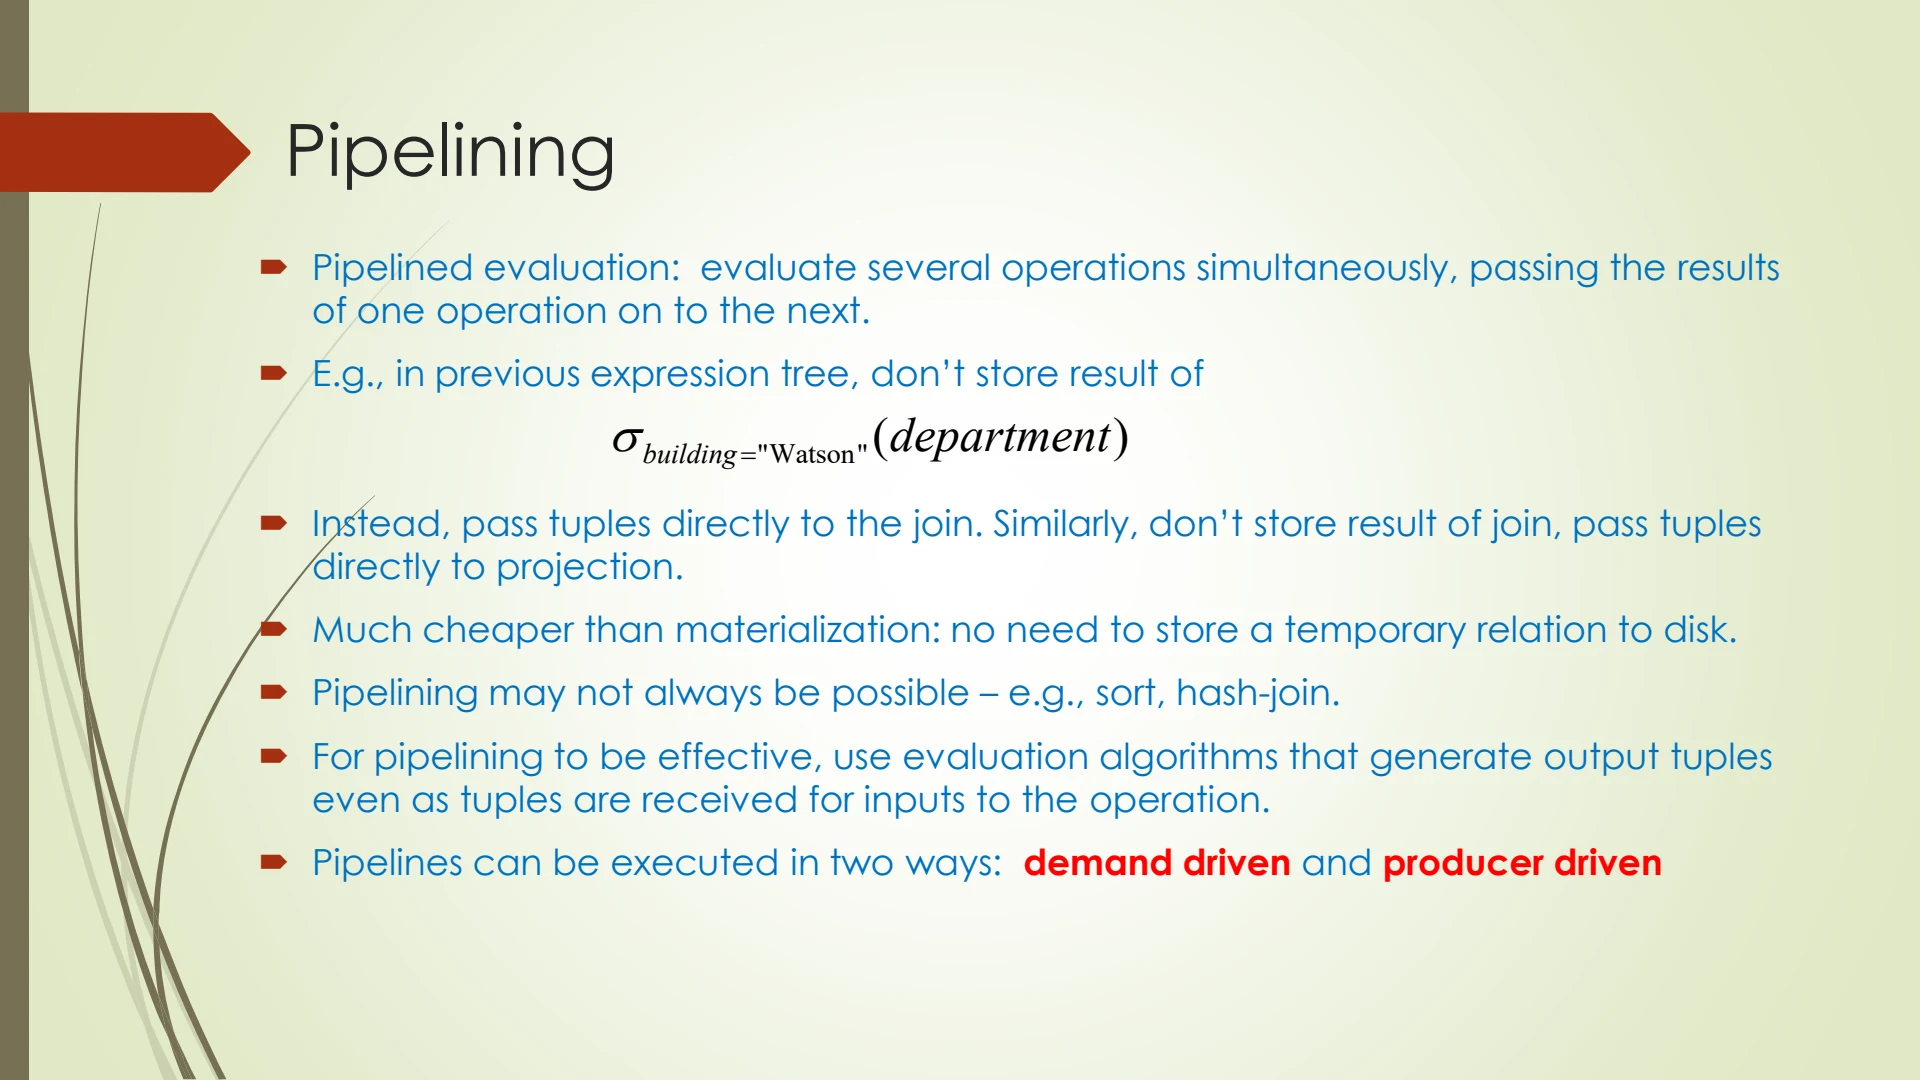 Pipelining
Pipelined evaluation:  evaluate several operations simultaneously, passing the results
of one operation on to the next.
E.g., in previous expression tree, don’t store result of
σ building="Watson" (department)
Instead, pass tuples directly to the join. Similarly, don’t store result of join, pass tuples
directly to projection.
Much cheaper than materialization: no need to store a temporary relation to disk.
Pipelining may not always be possible – e.g., sort, hash-join.
For pipelining to be effective, use evaluation algorithms that generate output tuples
even as tuples are received for inputs to the operation.
Pipelines can be executed in two ways:  demand driven and producer driven